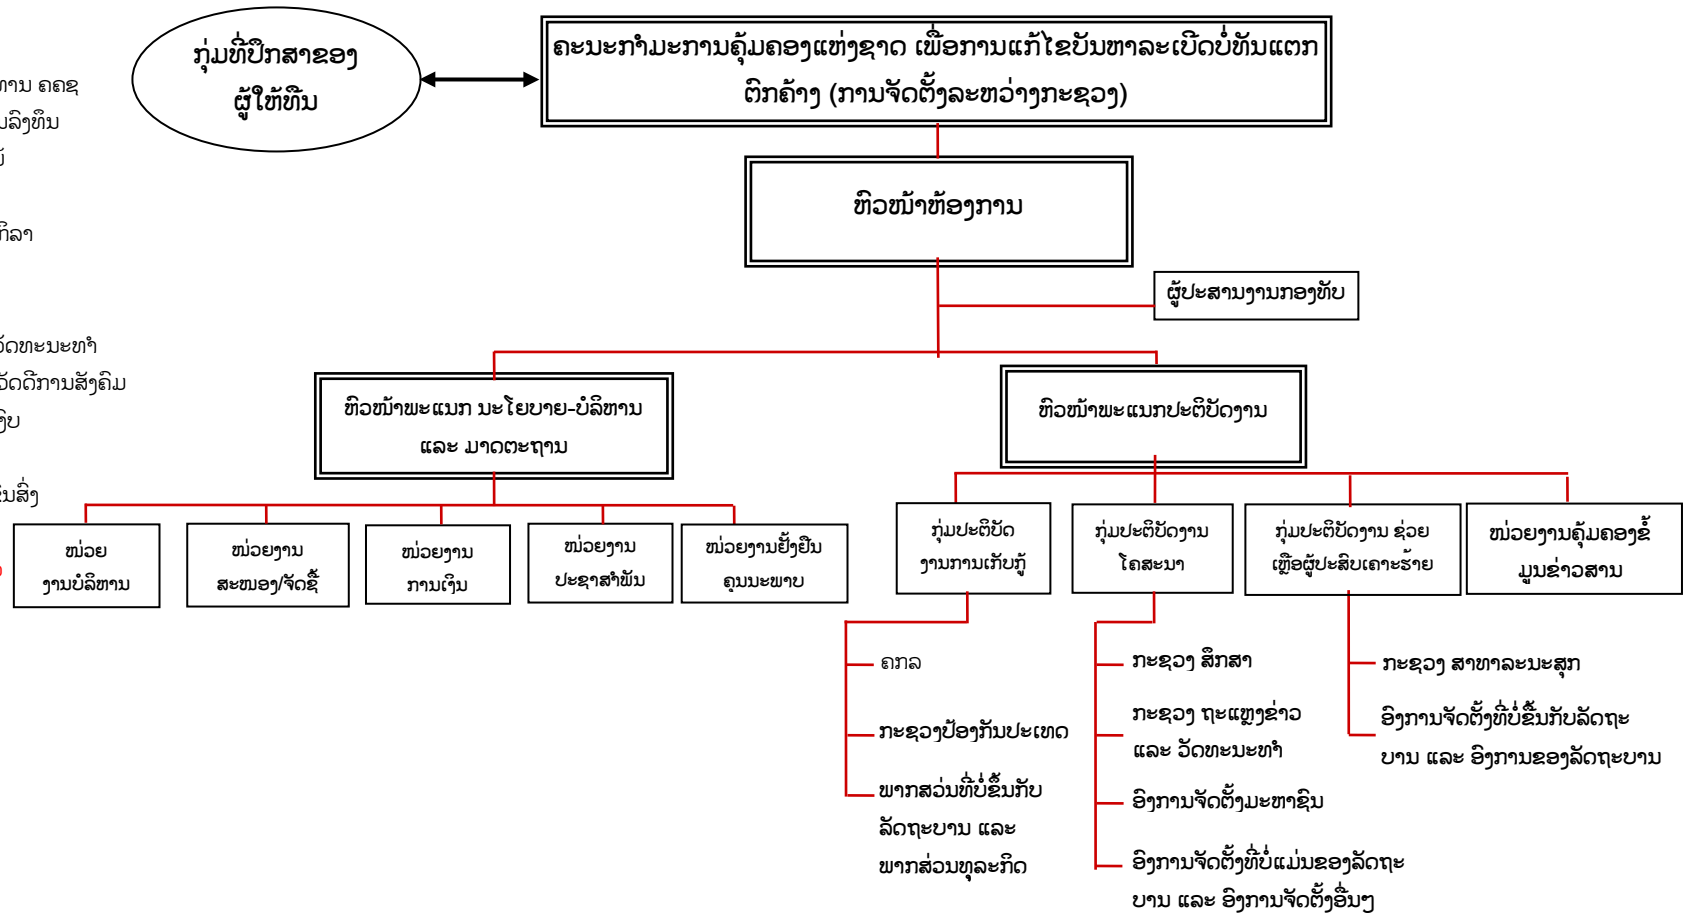 ກຸ່ມທີ່ປຶກສາຂອງ
ຜູ້ໃຫ້ທຶນ
ຄະນະກຳມະການຄຸ້ມຄອງແຫ່ງຊາດ ເພື່ອການແກ້ໄຂບັນຫາລະເບີດບໍ່ທັນແຕກ
ຕົກຄ້າງ (ການຈັດຕັ້ງລະຫວ່າງກະຊວງ)
ຄຄຊ
ຫົວໜ້າຫ້ອງການ
ຜູ້ປະສານງານກອງທັບ
ວັດທະນະທຳ
ສັງຄົມ
ຫົວໜ້າພະແນກ ນະໂຍບາຍ-ບໍລິຫານ
ແລະ ມາດຕະຖານ
ຫົວໜ້າພະແນກປະຕິບັດງານ
ໜ່ວຍ
ງານບໍລິຫານ
ໜ່ວຍງານ
ສະໜອງ/ຈັດຊື້
ໜ່ວຍງານ
ການເງິນ
ໜ່ວຍງານ
ປະຊາສຳພັນ
ໜ່ວຍງານຢັ້ງຢືນ
ຄຸນນະພາບ
ກຸ່ມປະຕິບັດ
ງານການເກັບກູ້
ກຸ່ມປະຕິບັດງານ
ໂຄສະນາ
ກຸ່ມປະຕິບັດງານ ຊ່ວຍ
ເຫຼືອຜູ້ປະສົບເຄາະຮ້າຍ
ໜ່ວຍງານຄຸ້ມຄອງຂໍ້
ມູນຂ່າວສານ
ຄກລ
ກະຊວງປ້ອງກັນປະເທດ
ພາກສວ່ນທີ່ບໍ່ຂຶ້ນກັບ
ລັດຖະບານ ແລະ
ພາກສ່ວນທຸລະກິດ
ກະຊວງ ສຶກສາ
ກະຊວງ ຖະແຫຼງຂ່າວ
ແລະ ວັດທະນະທຳ
ອົງການຈັດຕັ້ງມະຫາຊົນ
ອົງການຈັດຕັ້ງທີ່ບໍ່ແມ່ນຂອງລັດຖະ
ບານ ແລະ ອົງການຈັດຕັ້ງອື່ນໆ
ກະຊວງ ສາທາລະນະສຸກ
ອົງການຈັດຕັ້ງທີ່ບໍ່ຂຶ້ນກັບລັດຖະ
ບານ ແລະ ອົງການຂອງລັດຖະບານ